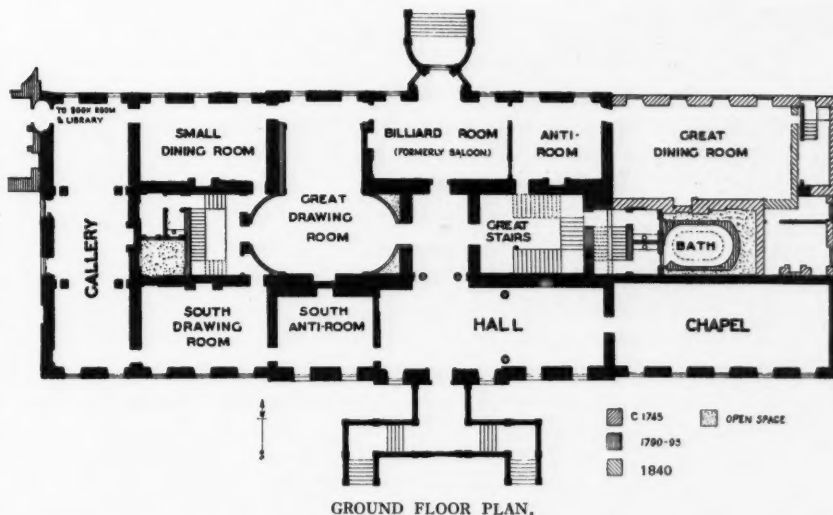 TO BOOK ROOM
& LIBRARY
SMALL
DINING ROOM
BILLIARD ROOM
(FORMERLY SALOON)
ANTI-
ROOM
GREAT
DINING ROOM
GREAT
DRAWING
ROOM
GREAT
STAIRS
BATH
GALLERY
SOUTH
DRAWING
ROOM
SOUTH
ANTI-ROOM
HALL
CHAPEL
N
S
C 1745
OPEN SPACE
1790-95
1840
GROUND FLOOR PLAN.